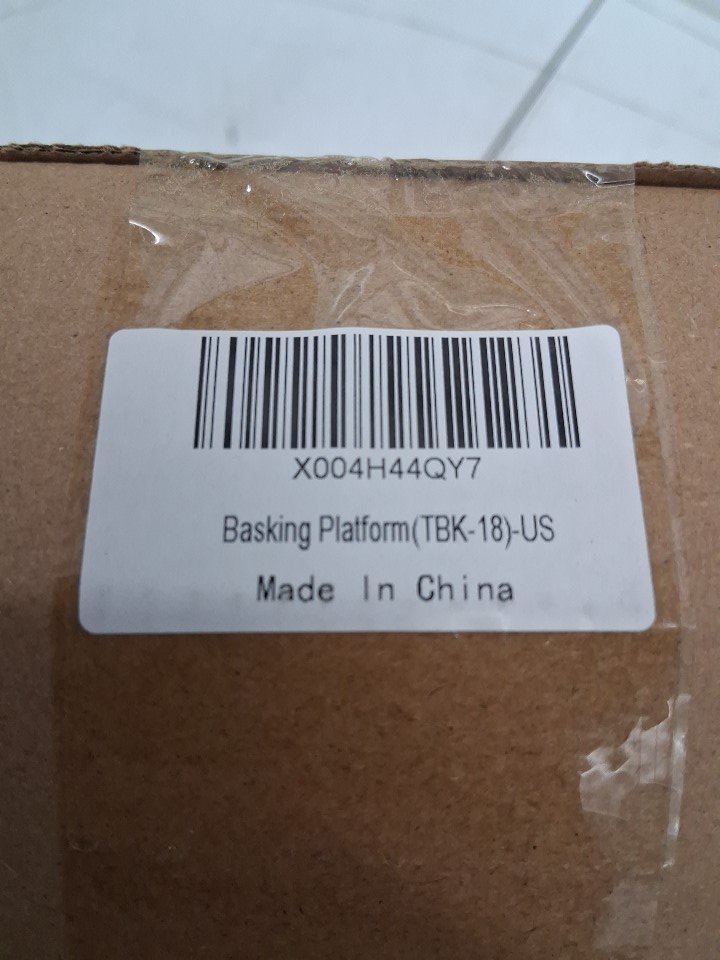 X004H44QY7
Basking Platform(TBK-18)-US
Made In China